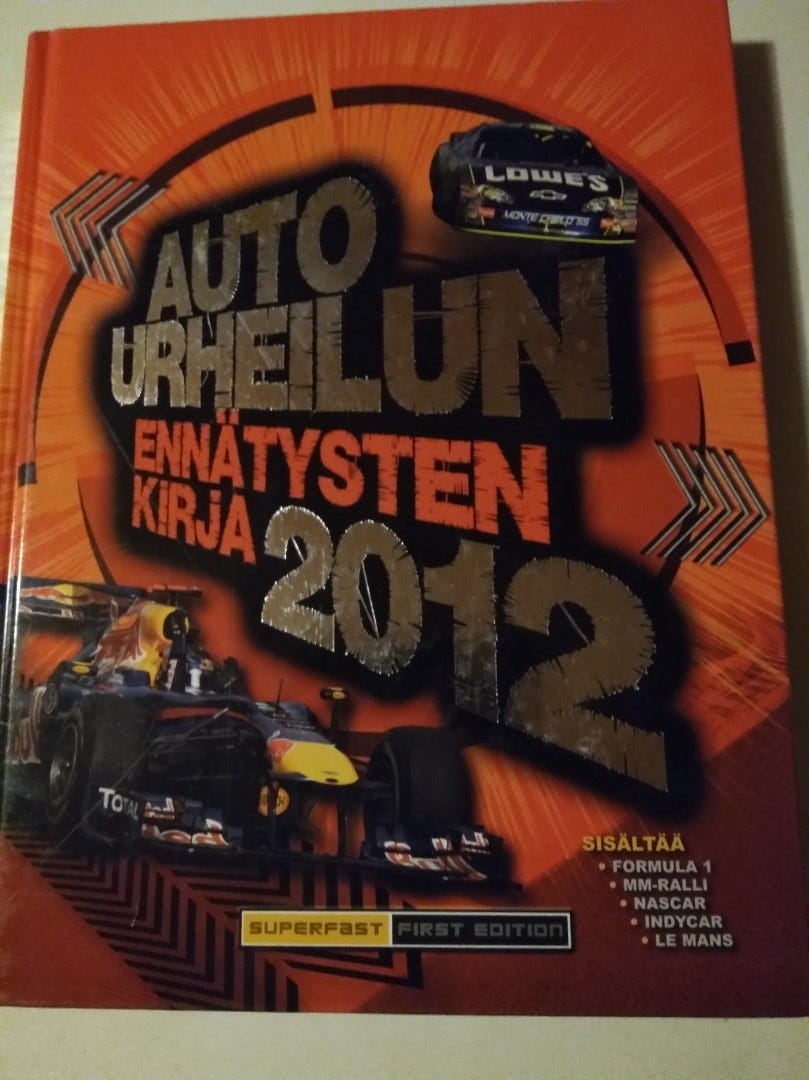 LOWE'S
MONTE CARLO SS
AUTO
URHEILUN
ENNÄTYSTEN
KIRJA 2012
TOTAL
SISÄLTÄÄ
• FORMULA 1
• MM-RALLI
• NASCAR
• INDYCAR
• LE MANS
SUPERFAST FIRST EDITION